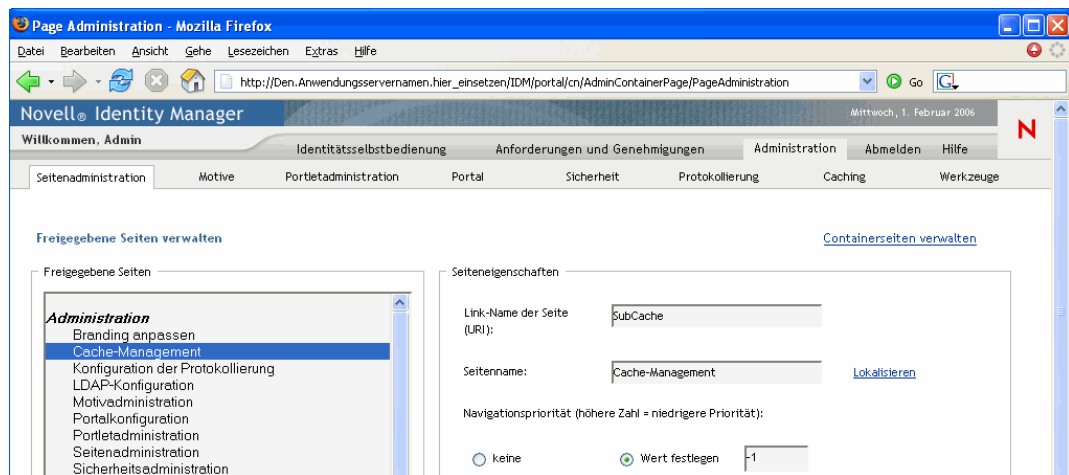 Page Administration - Mozilla Firefox
Datei Bearbeiten Ansicht Gehe Lesezeichen Extras Hilfe
http://Den.Anwendungsservernamen.hier_einsetzen/IDM/portal/cn/AdminContainerPage/PageAdministration Go G
Novell® Identity Manager Mittwoch, 1. Februar 2006
N
Willkommen, Admin
Identitätsselbstbedienung Anforderungen und Genehmigungen Administration Abmelden Hilfe
Seitenadministration Motive Portletadministration Portal Sicherheit Protokollierung Caching Werkzeuge
Freigegebene Seiten verwalten Containerseiten verwalten
Freigegebene Seiten
Administration
Branding anpassen
Cache-Management
Konfiguration der Protokollierung
LDAP-Konfiguration
Motivadministration
Portalkonfiguration
Portletadministration
Seitenadministration
Sicherheitsadministration
Seiteneigenschaften
Link-Name der Seite
(URI): SubCache
Seitenname: Cache-Management Lokalisieren
Navigationspriorität (höhere Zahl = niedrigere Priorität):
keine Wert festlegen -1